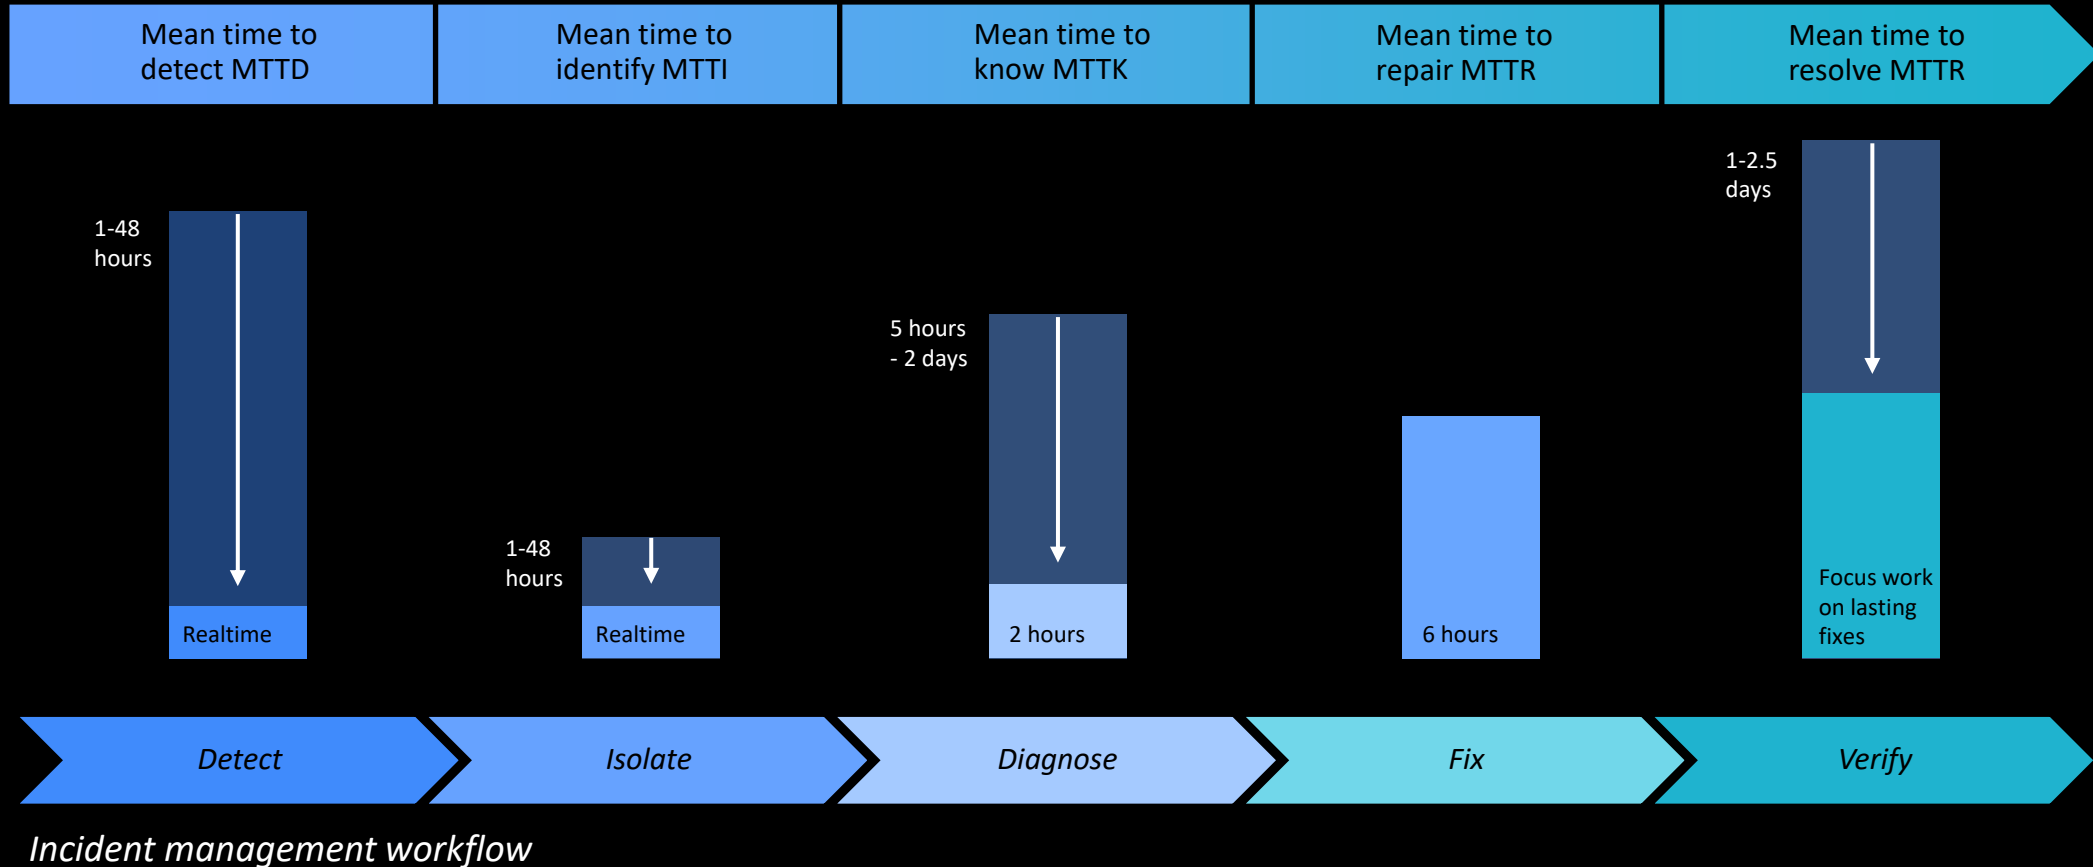 Mean time to
detect MTTD
Mean time to
identify MTTI
Mean time to
know MTTK
Mean time to
repair MTTR
Mean time to
resolve MTTR
1-48
hours
Realtime
1-48
hours
Realtime
5 hours
- 2 days
2 hours
6 hours
1-2.5
days
Focus work
on lasting
fixes
Detect
Isolate
Diagnose
Fix
Verify
Incident management workflow